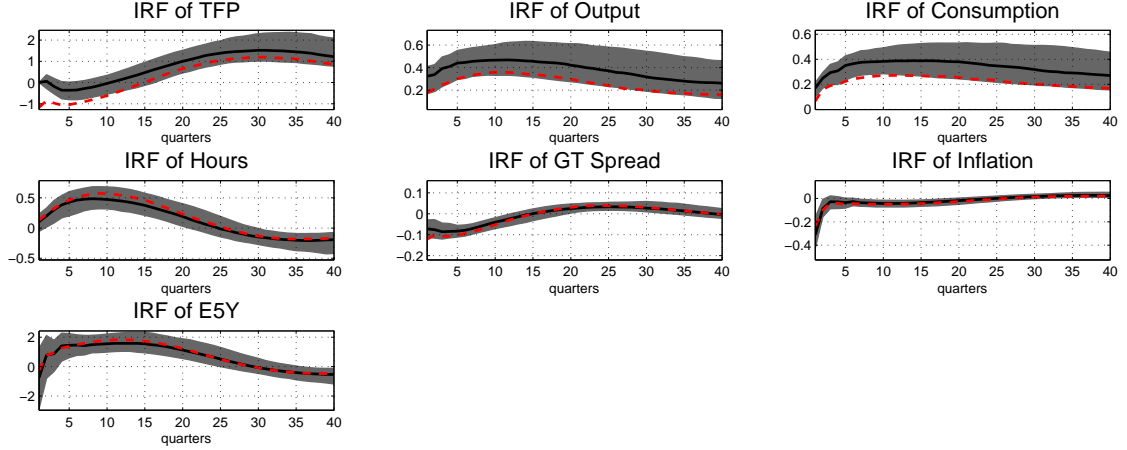 IRF of TFP
2
1
0
−1
5 10 15 20 25 30 35 40
quarters
IRF of Output
0.6
0.4
0.2
5 10 15 20 25 30 35 40
quarters
IRF of Consumption
0.6
0.4
0.2
0
5 10 15 20 25 30 35 40
quarters
IRF of Hours
0.5
0
−0.5
5 10 15 20 25 30 35 40
quarters
IRF of GT Spread
0.1
0
−0.1
−0.2
5 10 15 20 25 30 35 40
quarters
IRF of Inflation
0
−0.2
−0.4
5 10 15 20 25 30 35 40
quarters
IRF of E5Y
2
0
−2
5 10 15 20 25 30 35 40
quarters